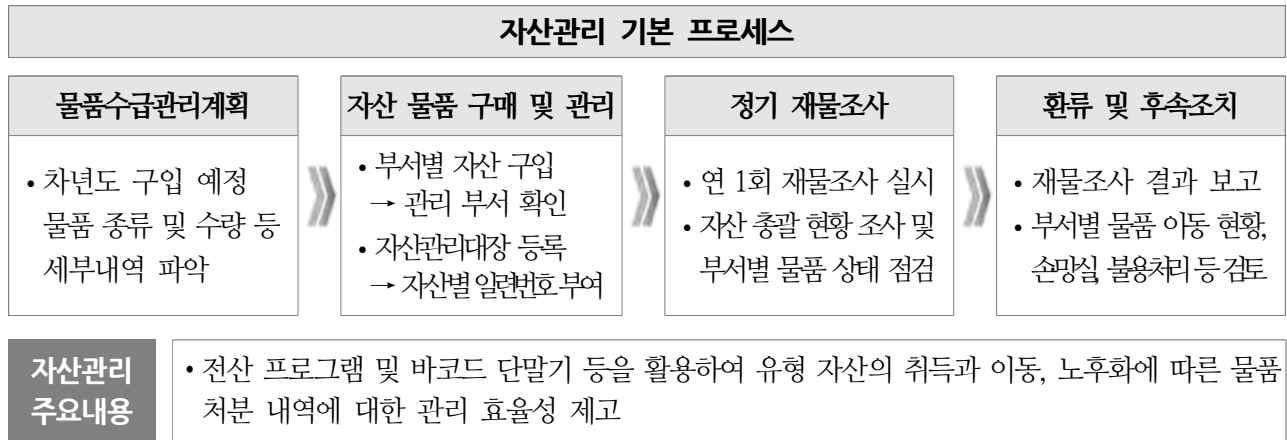 자산관리 기본 프로세스
물품수급관리계획
• 차년도 구입 예정
물품 종류 및 수량 등
세부내역 파악
자산 물품 구매 및 관리
• 부서별 자산 구입
→ 관리 부서 확인
• 자산관리대장 등록
→ 자산별 일련번호 부여
정기 재물조사
• 연 1회 재물조사 실시
• 자산 총괄 현황 조사 및
부서별 물품 상태 점검
환류 및 후속조치
• 재물조사 결과 보고
• 부서별 물품 이동 현황,
손망실, 불용처리 등 검토
자산관리
주요내용
• 전산 프로그램 및 바코드 단말기 등을 활용하여 유형 자산의 취득과 이동, 노후화에 따른 물품
처분 내역에 대한 관리 효율성 제고